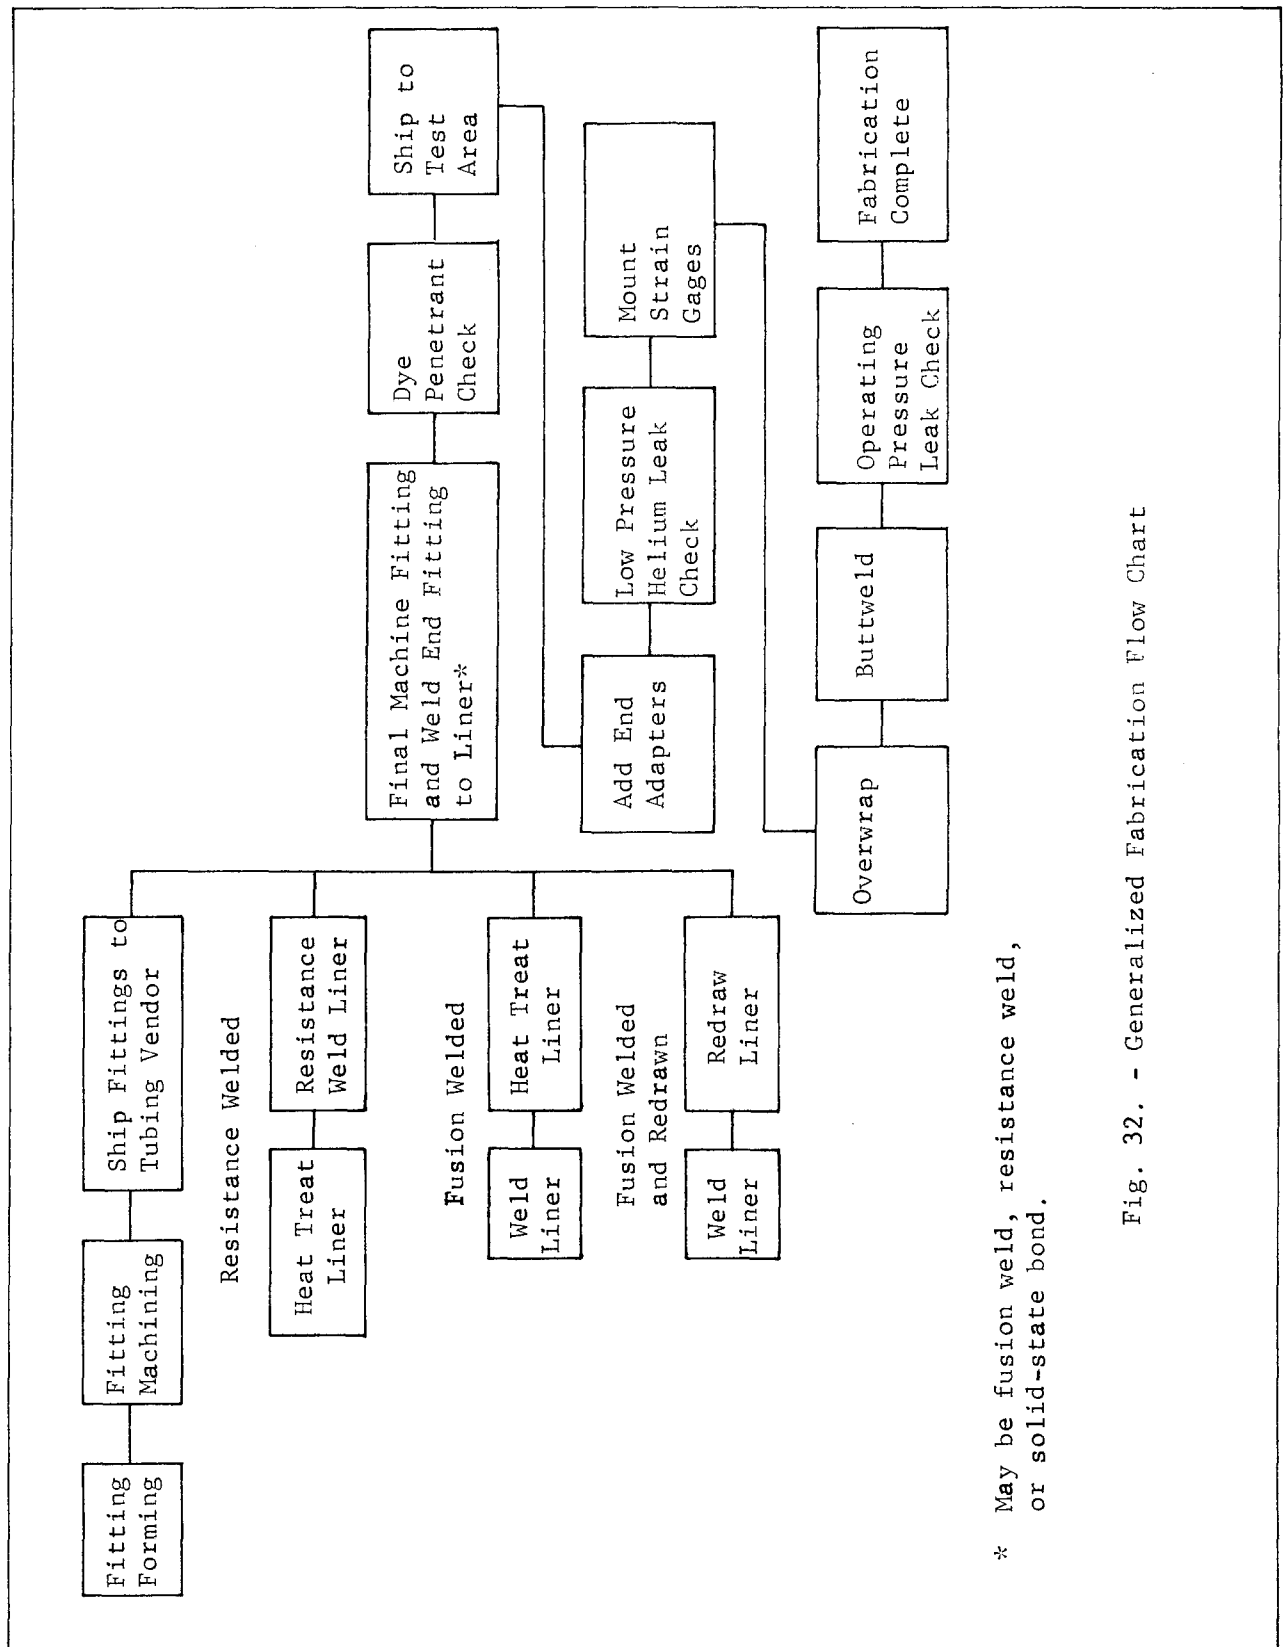 Fitting
Forming
Fitting
Machining
Ship Fittings to
Tubing Vendor
Resistance Welded
Heat Treat
Liner
Resistance
Weld Liner
Fusion Welded
Weld
Liner
Heat Treat
Liner
Fusion Welded
and Redrawn
Weld
Liner
Redraw
Liner
Final Machine Fitting
and Weld End Fitting
to Liner*
Dye
Penetrant
Check
Ship to
Test
Area
Add End
Adapters
Low Pressure
Helium Leak
Check
Mount
Strain
Gages
Overwrap
Buttweld
Operating
Pressure
Leak Check
Fabrication
Complete
* May be fusion weld, resistance weld,
or solid-state bond.
Fig. 32. - Generalized Fabrication Flow Chart